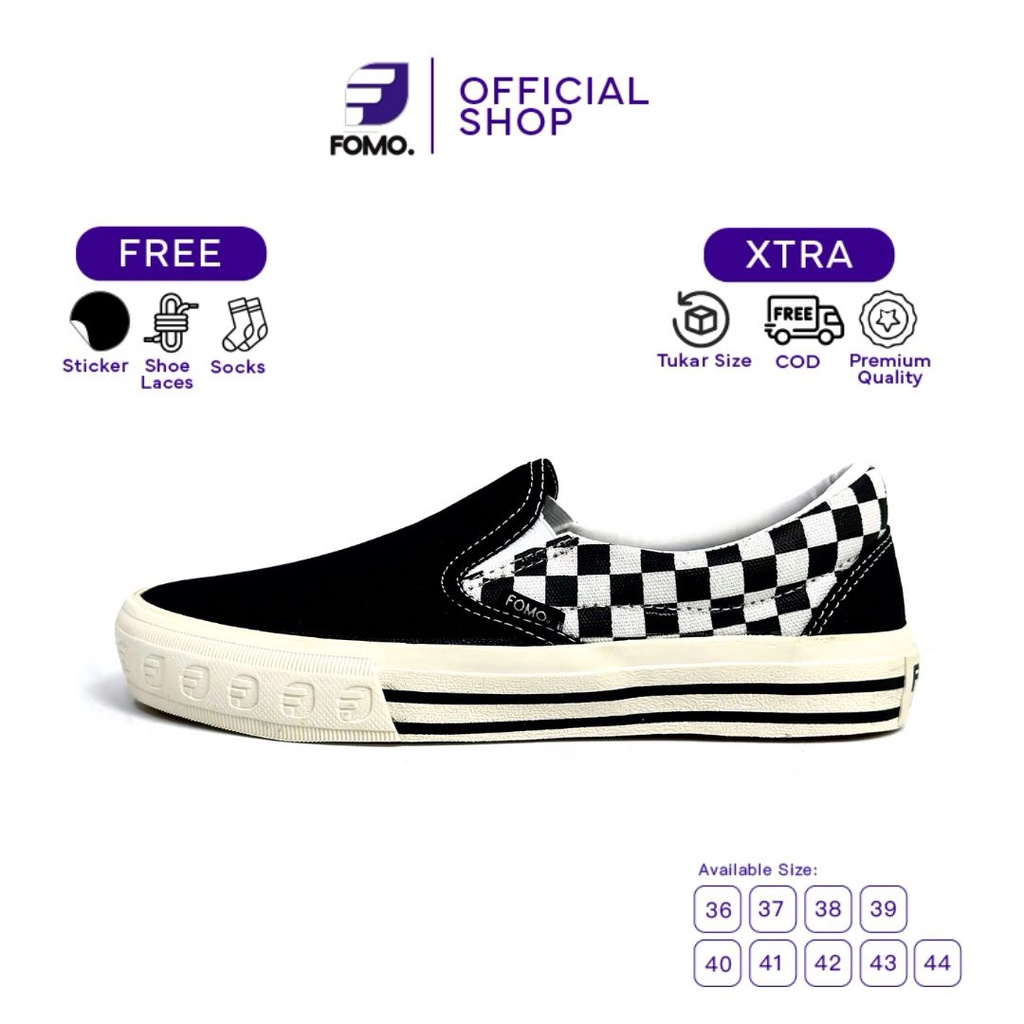 FOMO.
OFFICIAL
SHOP
FREE
XTRA
Sticker
Shoe
Laces
Socks
FREE
Tukar Size
COD
Premium
Quality
FOMO.
Available Size:
36 37 38 39
40 41 42 43 44